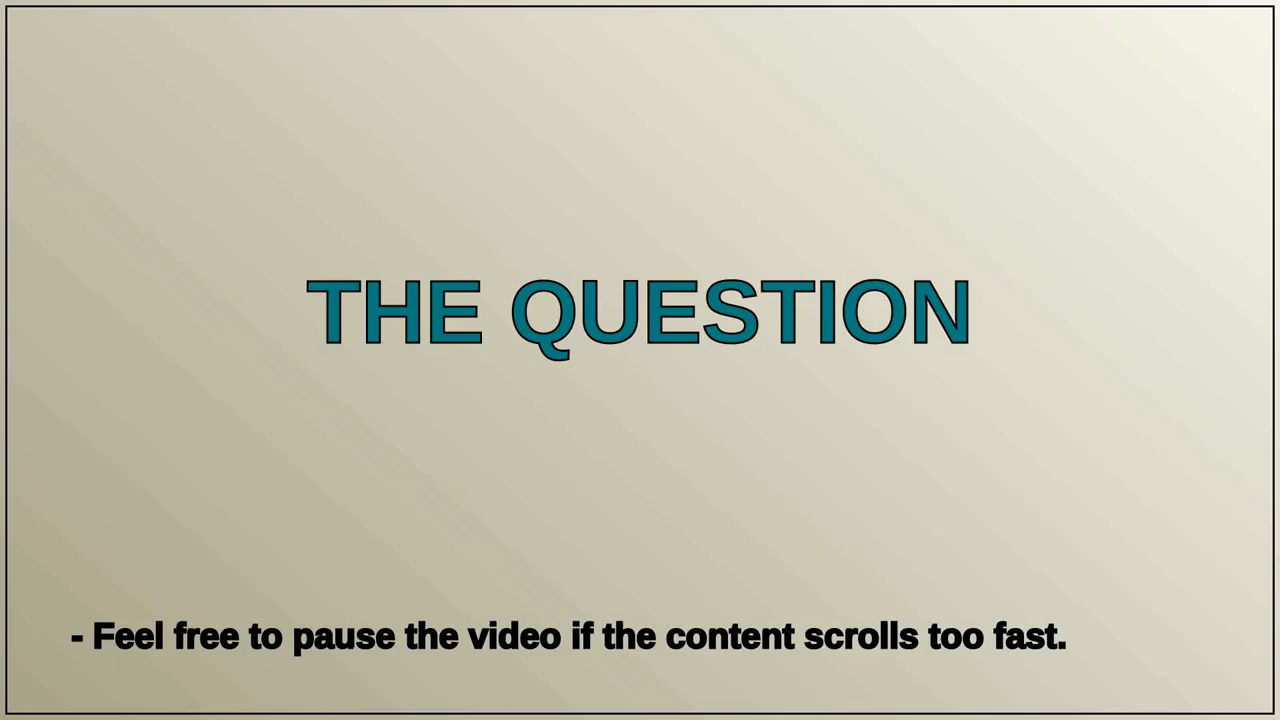 THE QUESTION
- Feel free to pause the video if the content scrolls too fast.